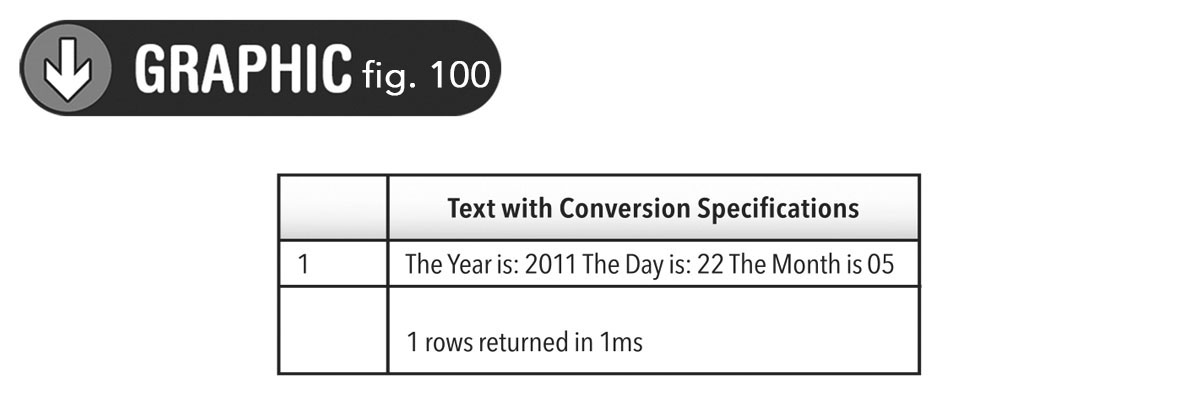 GRAPHIC fig. 100
Text with Conversion Specifications
1 The Year is: 2011 The Day is: 22 The Month is 05
1 rows returned in 1ms